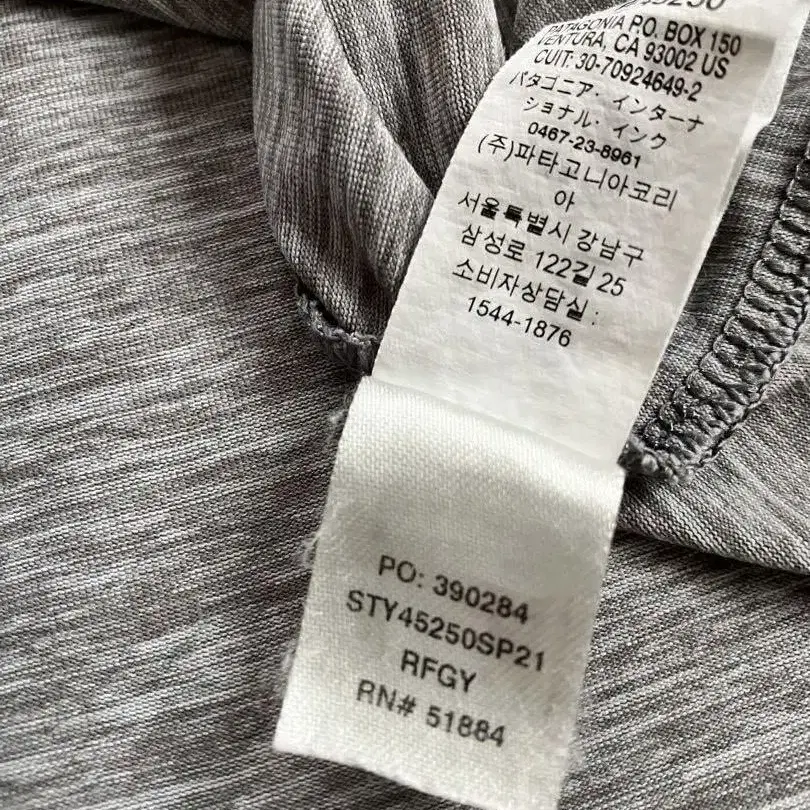 PATAGONIA P.O. BOX 150
VENTURA, CA 93002 US
CUIT: 30-70924649-2
パタゴニア・インターナ
ショナル・インク
0467-23-8961
(주)파타고니아코리
아
서울특별시 강남구
삼성로 122길 25
소비자상담실 :
1544-1876
PO: 390284
STY45250SP21
RFGY
RN# 51884